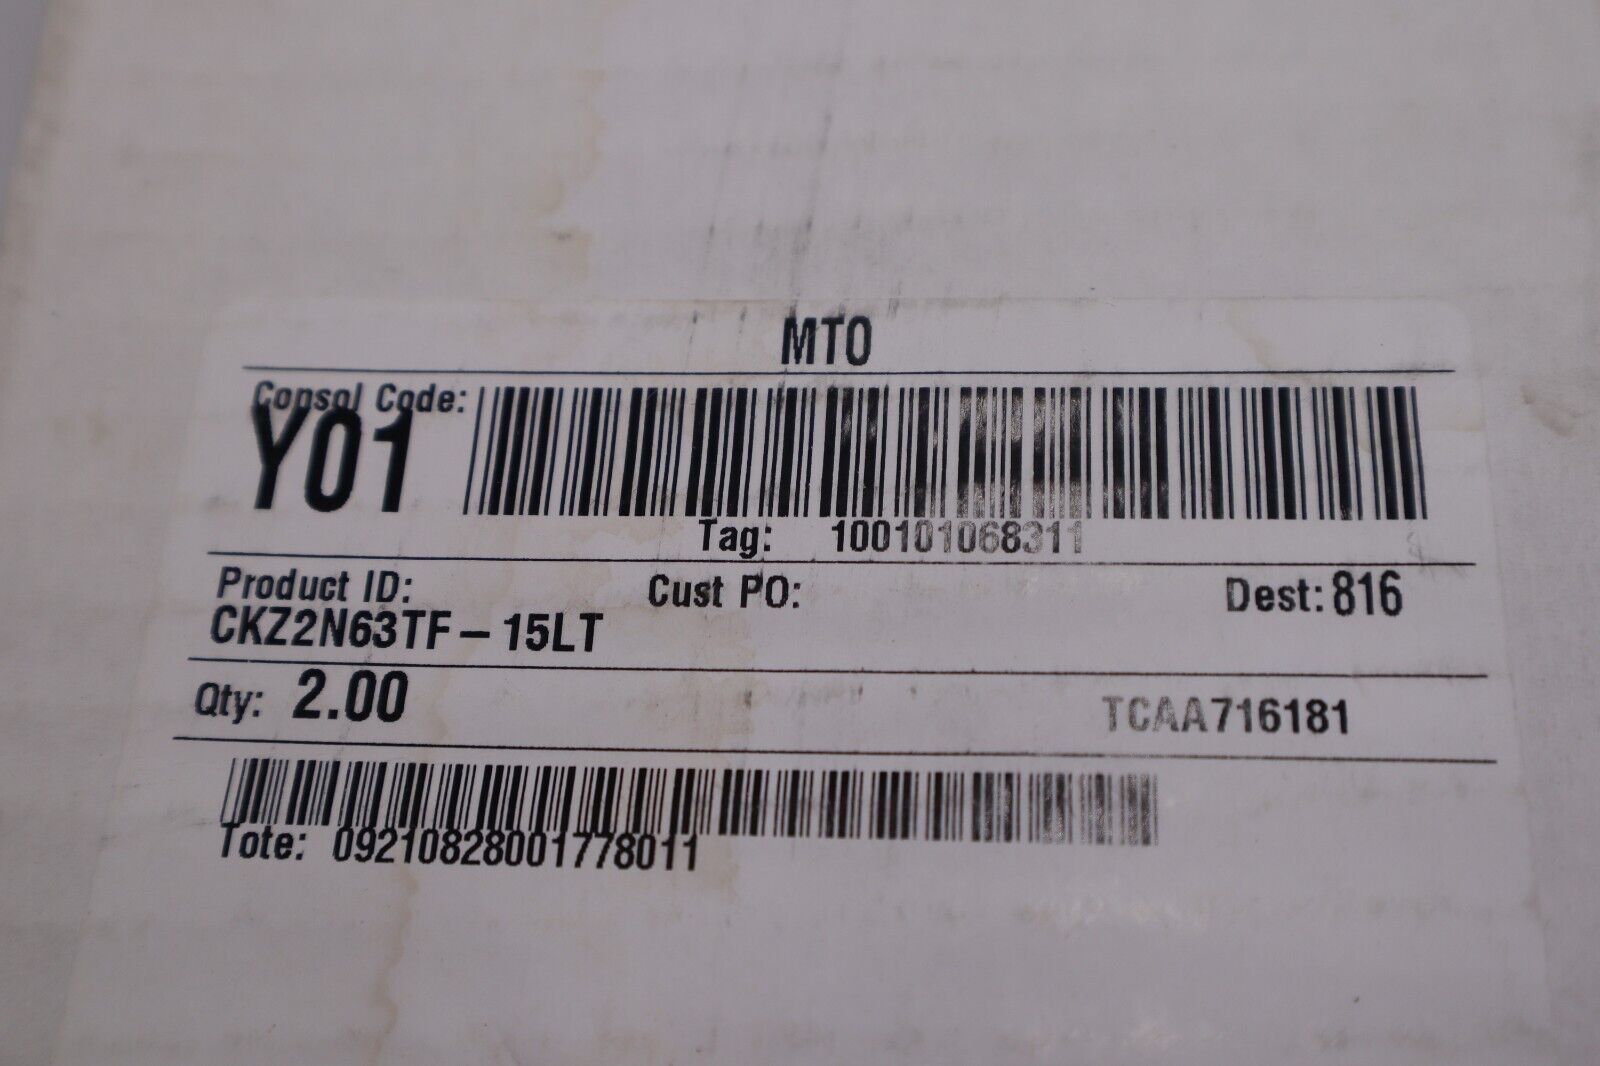 MTO
Consol Code:
Y01
Tag: 100101068311
Product ID: Cust PO: Dest: 816
CKZ2N63TF-15LT
Qty: 2.00 TCAA716181
Tote: 09210828001778011